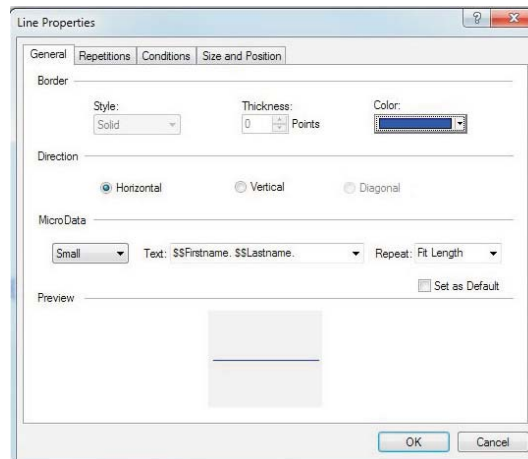 Line Properties
General Repetitions Conditions Size and Position
Border
Style: Thickness: Color:
Solid 0 Points
Direction
Horizontal Vertical Diagonal
MicroData
Small Text: $$Firstname. $$Lastname. Repeat: Fit Length
Set as Default
Preview
OK Cancel